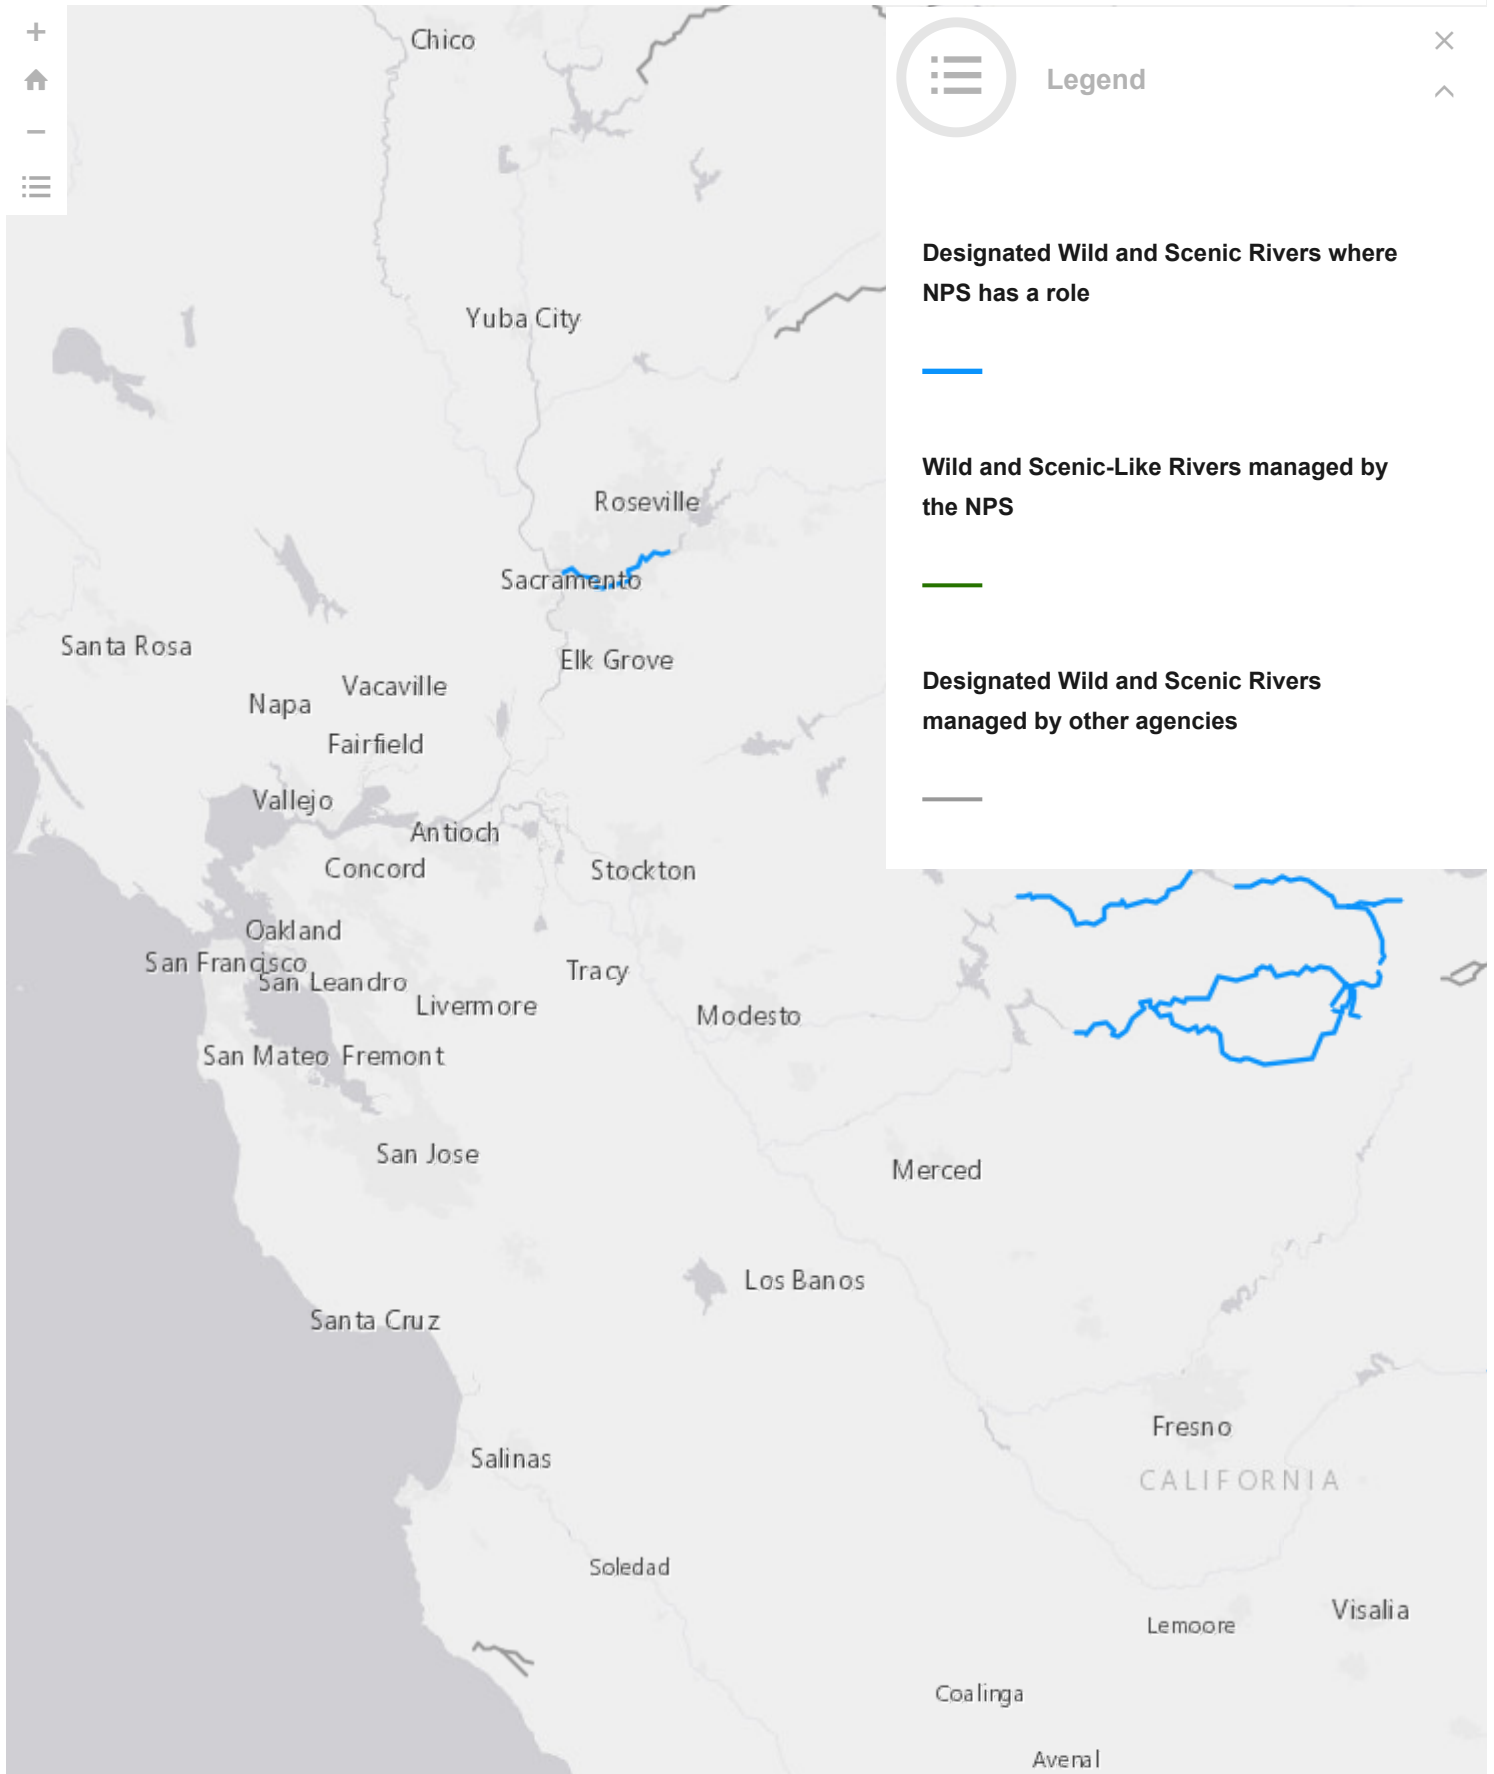 Chico
Legend
Designated Wild and Scenic Rivers where
NPS has a role
Yuba City
Wild and Scenic-Like Rivers managed by
the NPS
Roseville
Sacramento
Santa Rosa
Elk Grove
Vacaville
Napa
Designated Wild and Scenic Rivers
managed by other agencies
Fairfield
Vallejo
Antioch
Concord
Stockton
Oakland
San Francisco
San Leandro
Tracy
Livermore
Modesto
San Mateo
Fremont
San Jose
Merced
Los Banos
Santa Cruz
Fresno
Salinas
CALIFORNIA
Soledad
Visalia
Lemoore
Coalinga
Avenal